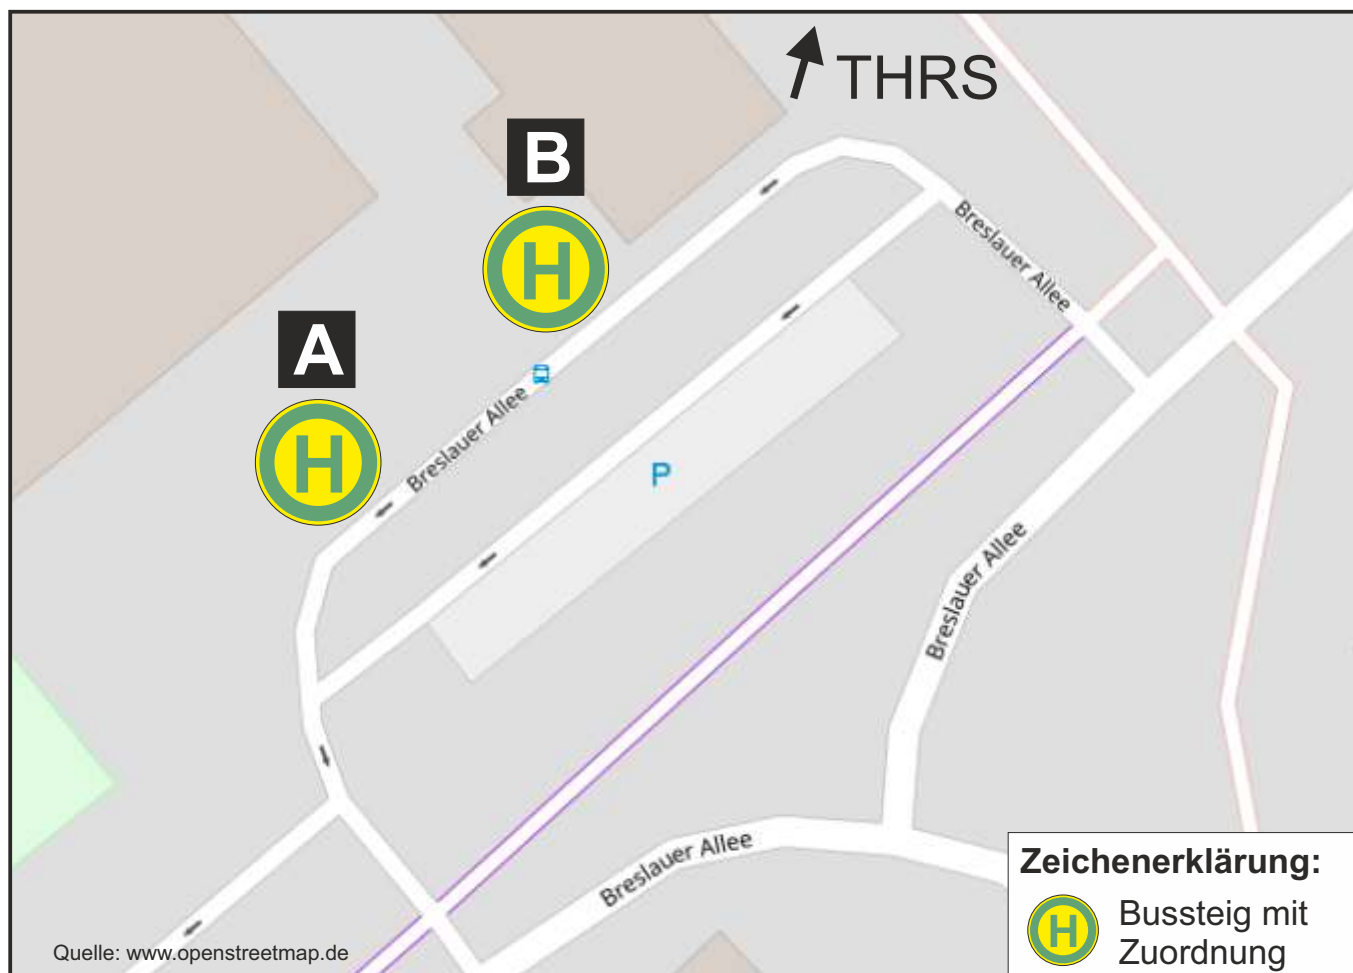 THRS
B
H
Breslauer Allee
A
H
Breslauer Allee
P
Breslauer Allee
Breslauer Allee
Zeichenerklärung:
H
Bussteig mit
Zuordnung
Quelle: www.openstreetmap.de